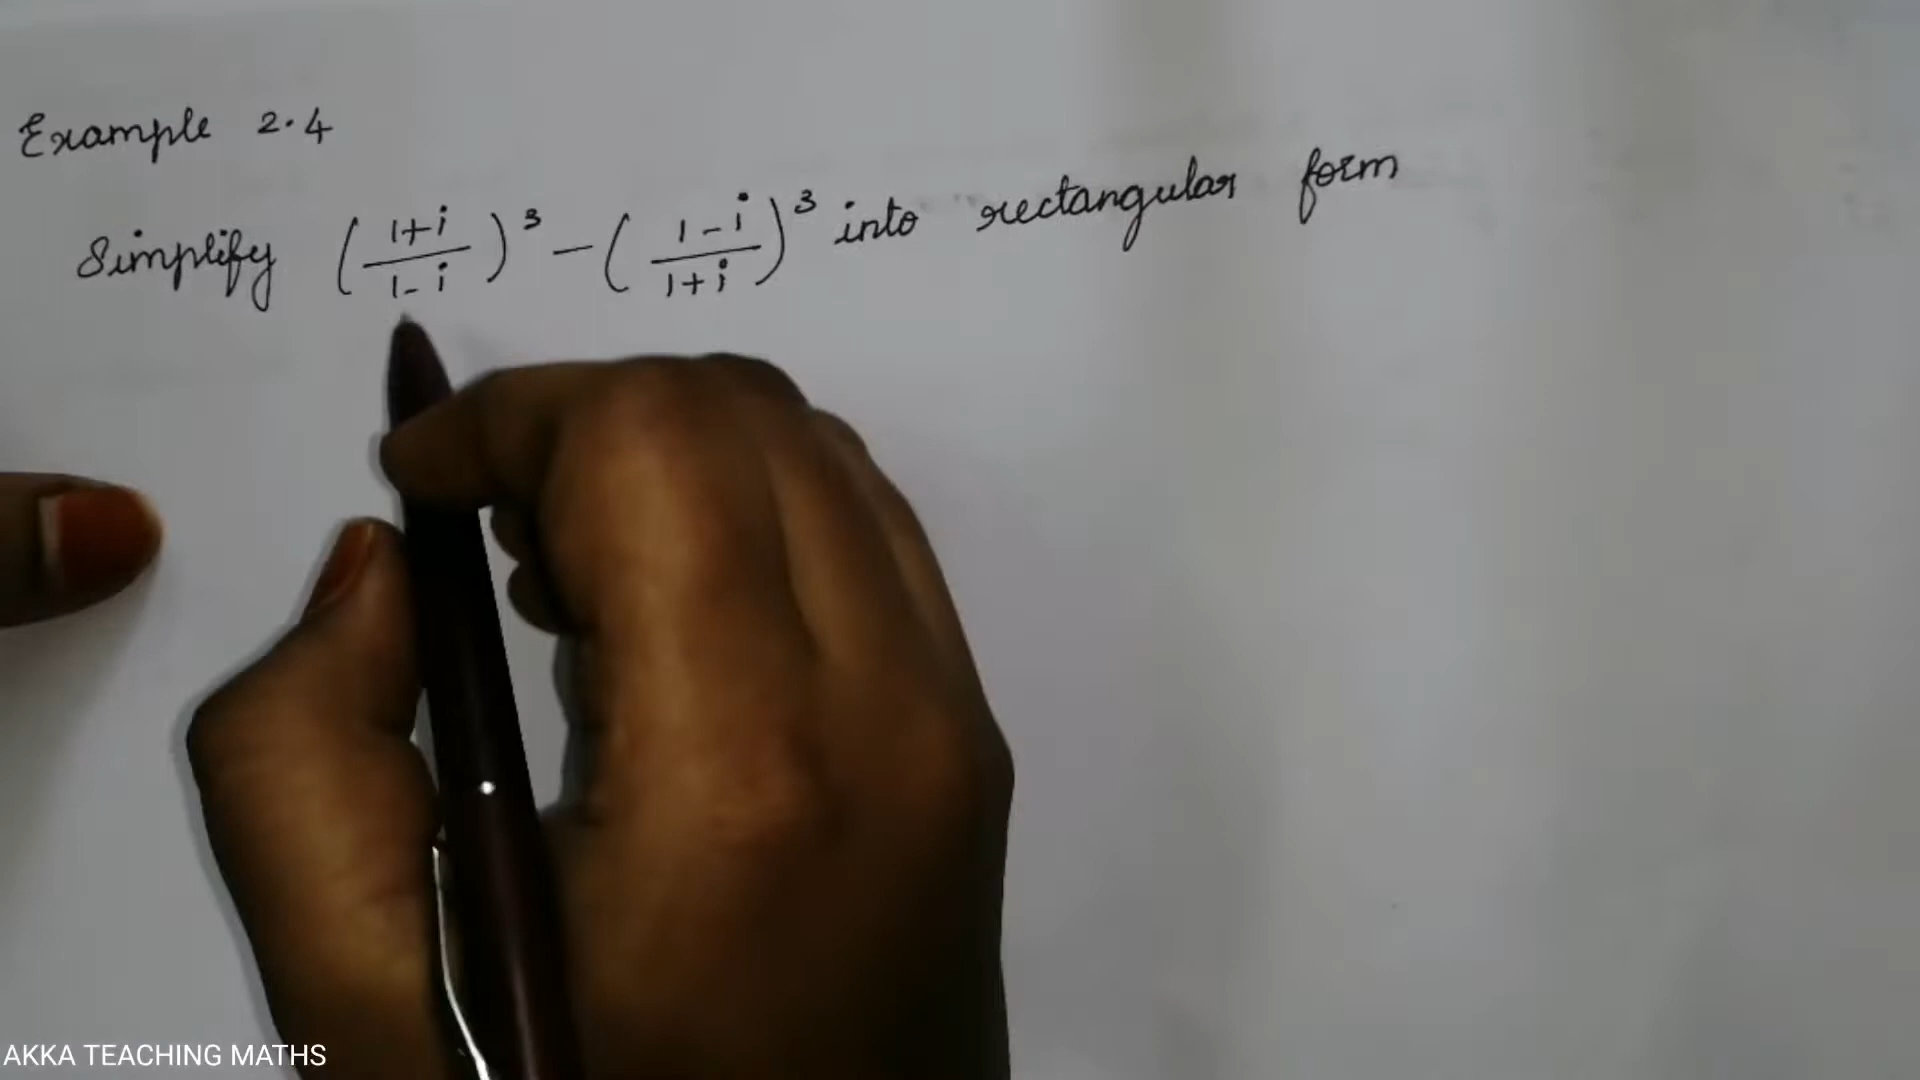 Example 2.4
Simplify (1+i/1-i)³ - (1-i/1+i)³ into rectangular form
AKKA TEACHING MATHS